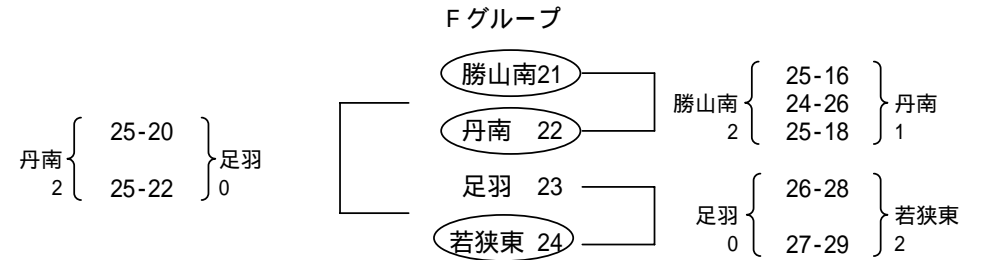 Fグループ
勝山南21
丹南 22
足羽 23
若狭東 24
丹南
2
25-20
25-22
足羽
0
勝山南
2
25-16
24-26
25-18
丹南
1
足羽
0
26-28
27-29
若狭東
2